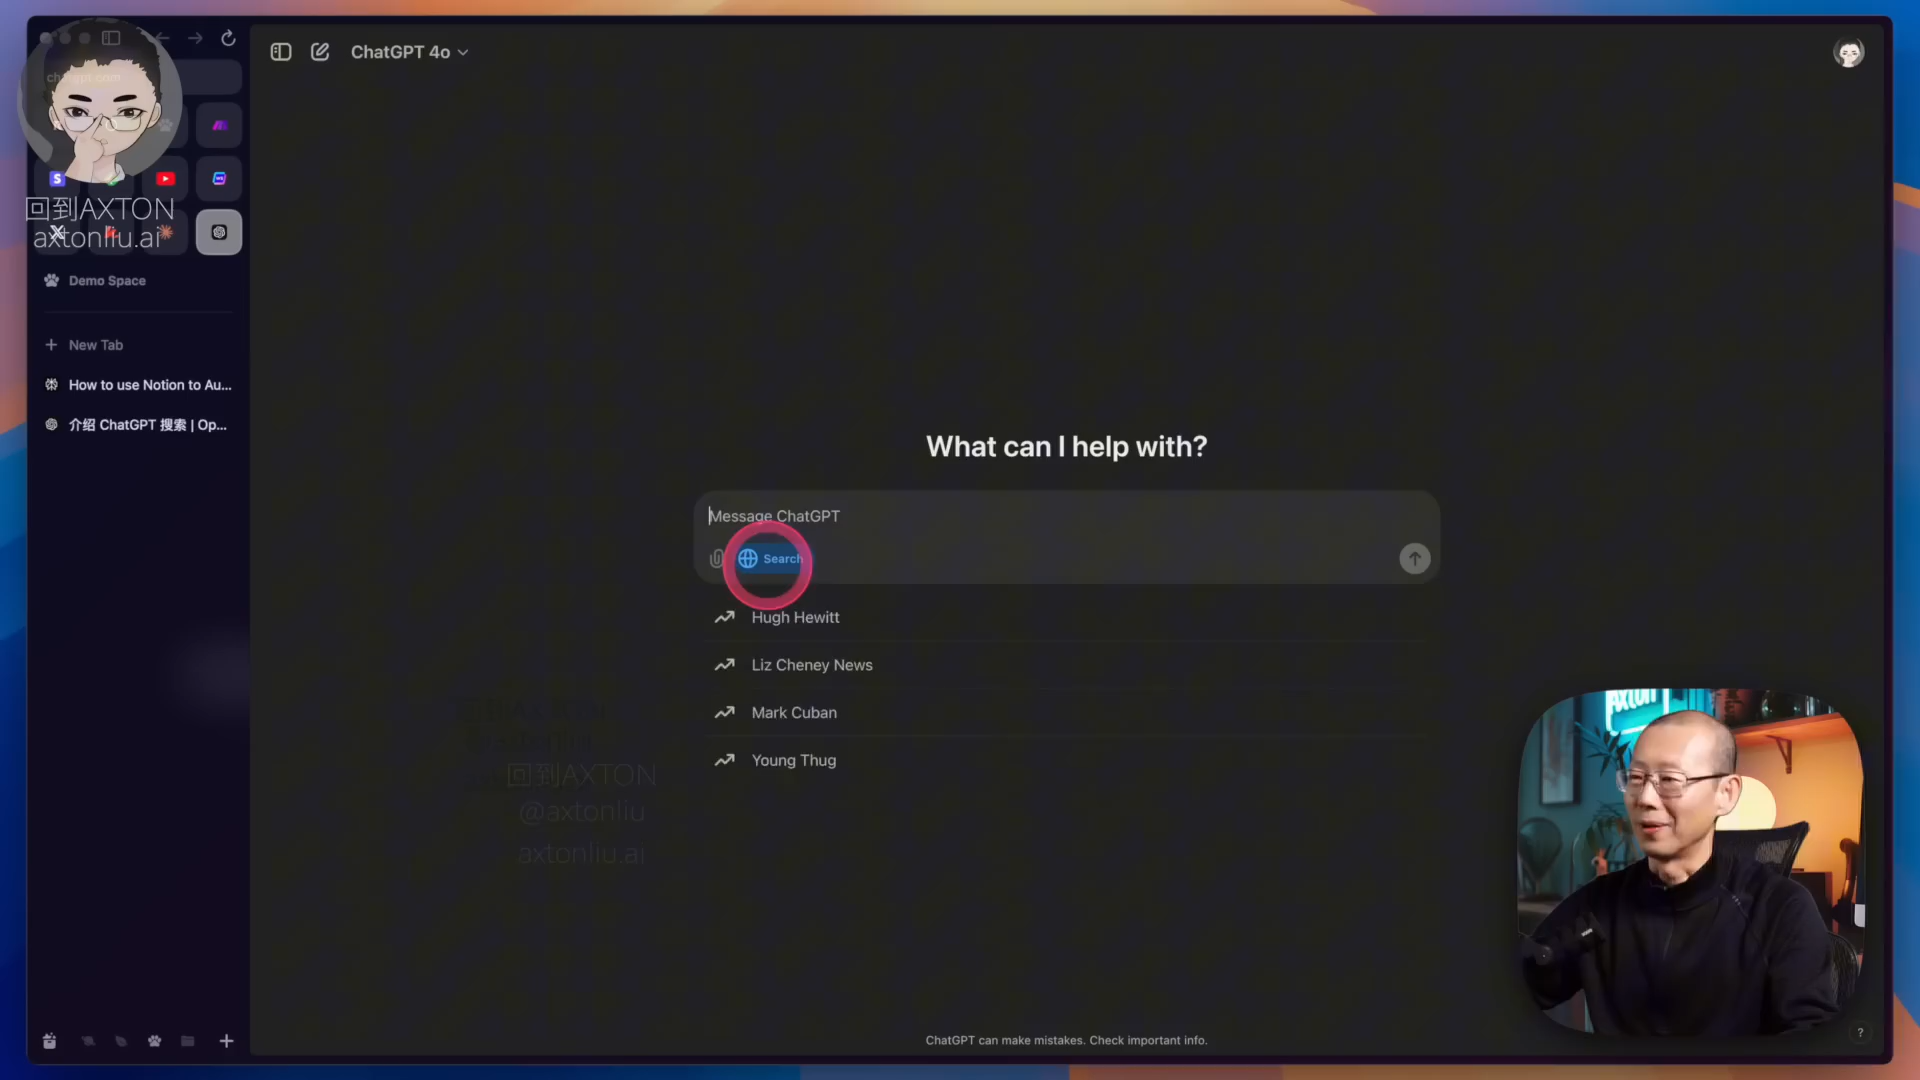 ChatGPT 4o
回到AXTON
axtonliu.ai
Demo Space
New Tab
How to use Notion to Au...
介绍 ChatGPT 搜索 | Op...
What can I help with?
Message ChatGPT
Search
Hugh Hewitt
Liz Cheney News
Mark Cuban
Young Thug
回到AXTON
@axtonliu
axtonliu.ai
ChatGPT can make mistakes. Check important info.
?